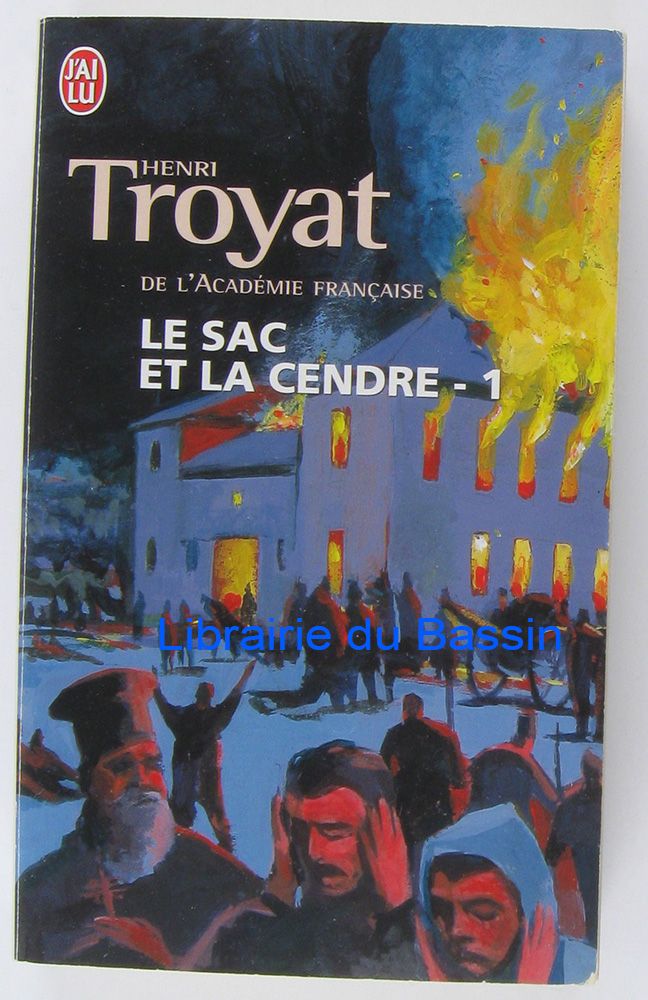 J'AI
LU
HENRI
Troyat
DE L'ACADÉMIE FRANÇAISE
LE SAC
ET LA CENDRE - 1
Librairie du Bassin